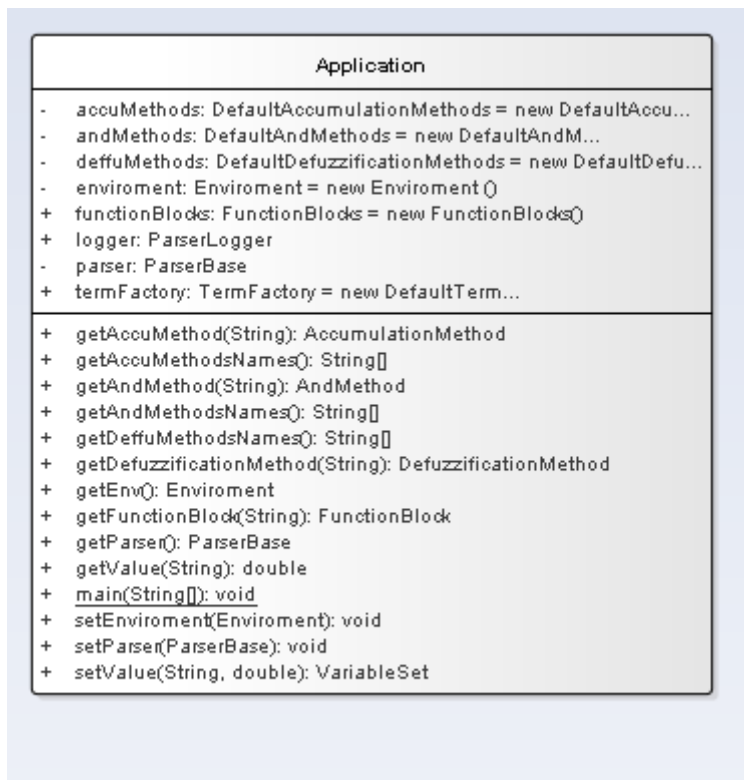 Application
- accuMethods: DefaultAccumulationMethods = new DefaultAccu...
- andMethods: DefaultAndMethods = new DefaultAndM...
- deffuMethods: DefaultDefuzzificationMethods = new DefaultDefu...
- enviroment: Enviroment = new Enviroment ()
+ functionBlocks: FunctionBlocks = new FunctionBlocks()
+ logger: ParserLogger
- parser: ParserBase
+ termFactory: TermFactory = new DefaultTerm...
+ getAccuMethod(String): AccumulationMethod
+ getAccuMethodsNames(): String[]
+ getAndMethod(String): AndMethod
+ getAndMethodsNames(): String[]
+ getDeffuMethodsNames(): String[]
+ getDefuzzificationMethod(String): DefuzzificationMethod
+ getEnv(): Enviroment
+ getFunctionBlock(String): FunctionBlock
+ getParser(): ParserBase
+ getValue(String): double
+ main(String[]): void
+ setEnviroment(Enviroment): void
+ setParser(ParserBase): void
+ setValue(String, double): VariableSet